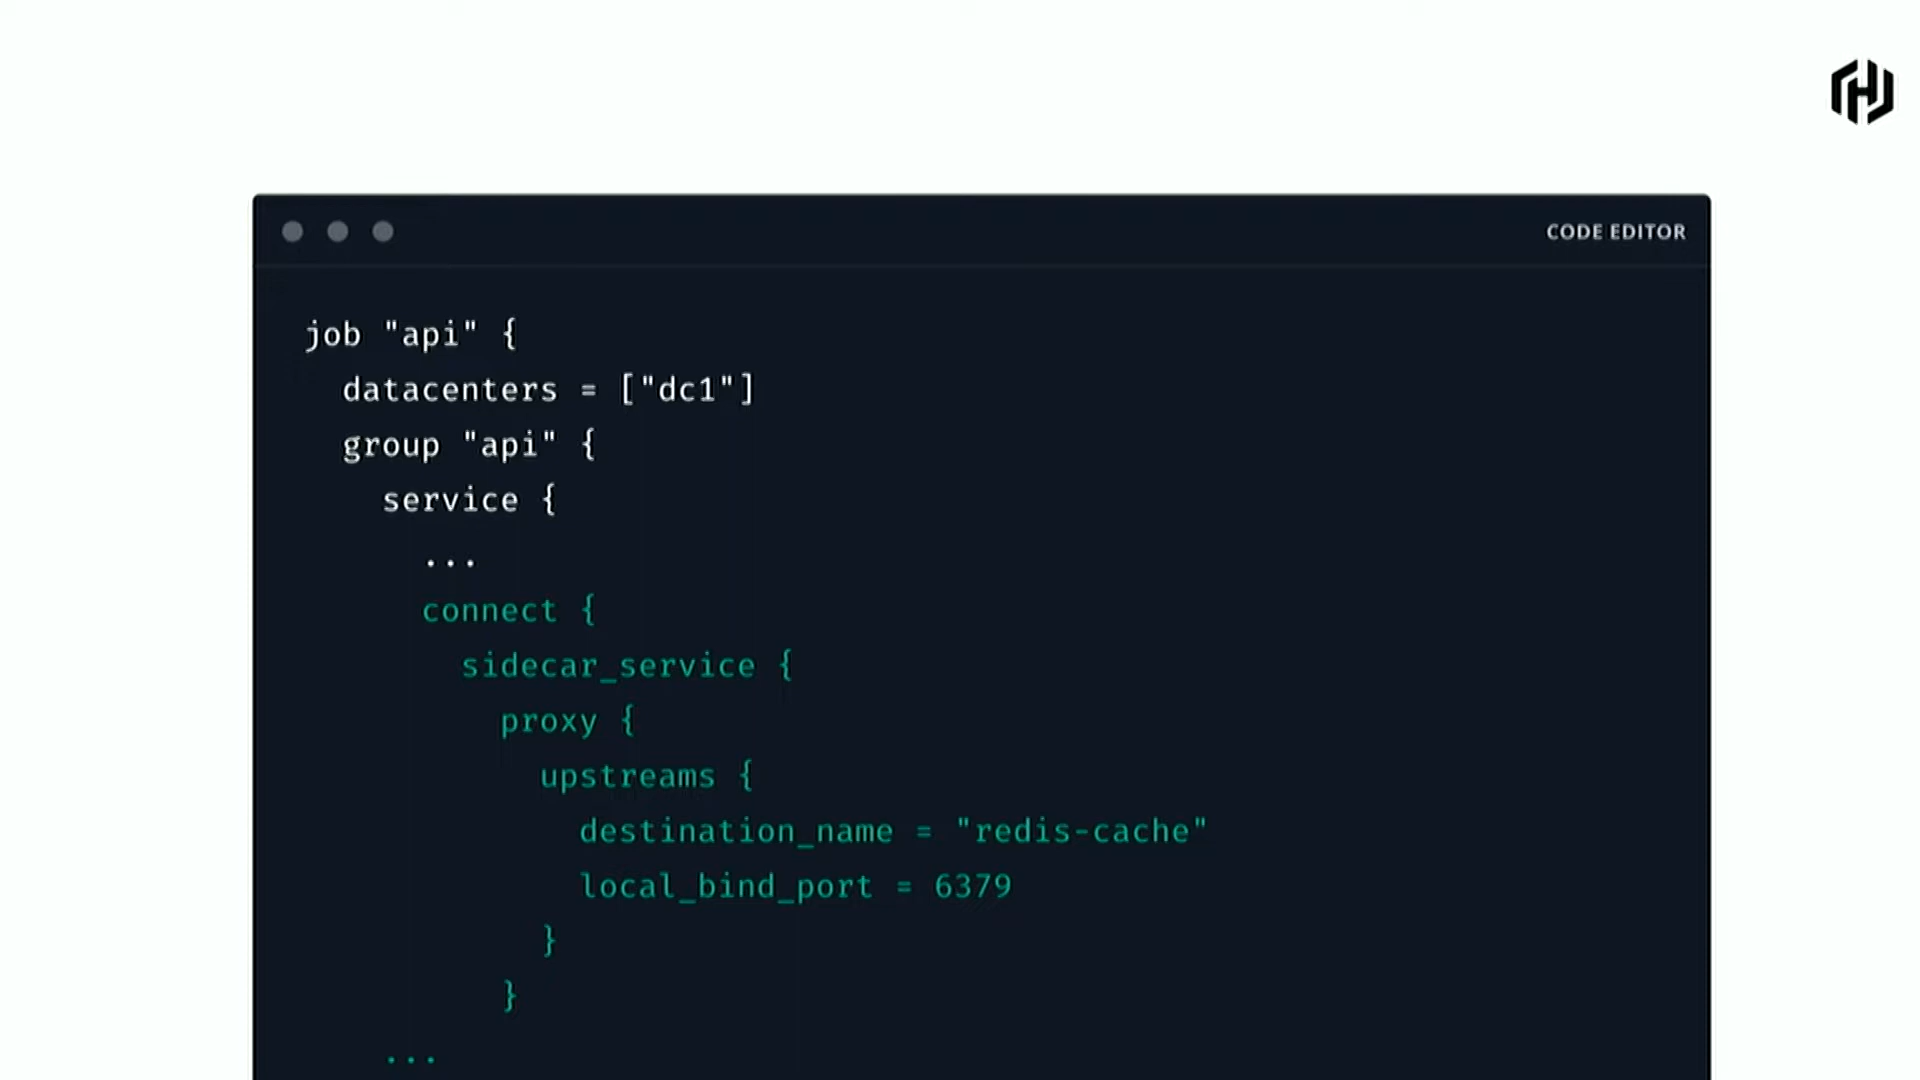 CODE EDITOR
job "api" {
  datacenters = ["dc1"]
  group "api" {
    service {
      ...
      connect {
        sidecar_service {
          proxy {
            upstreams {
              destination_name = "redis-cache"
              local_bind_port = 6379
            }
          }
    ...